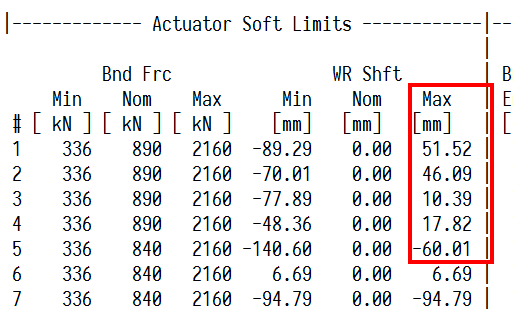 |------------- Actuator Soft Limits ------------|--
|
Bnd Frc WR Shft | B
Min Nom Max Min Nom Max | E
# [ kN ] [ kN ] [ kN ] [mm] [mm] [mm] | [
1 336 890 2160 -89.29 0.00 51.52 |
2 336 890 2160 -70.01 0.00 46.09 |
3 336 890 2160 -77.89 0.00 10.39 |
4 336 890 2160 -48.36 0.00 17.82 |
5 336 840 2160 -140.60 0.00 -60.01 |
6 336 840 2160 6.69 0.00 6.69 |
7 336 840 2160 -94.79 0.00 -94.79 |